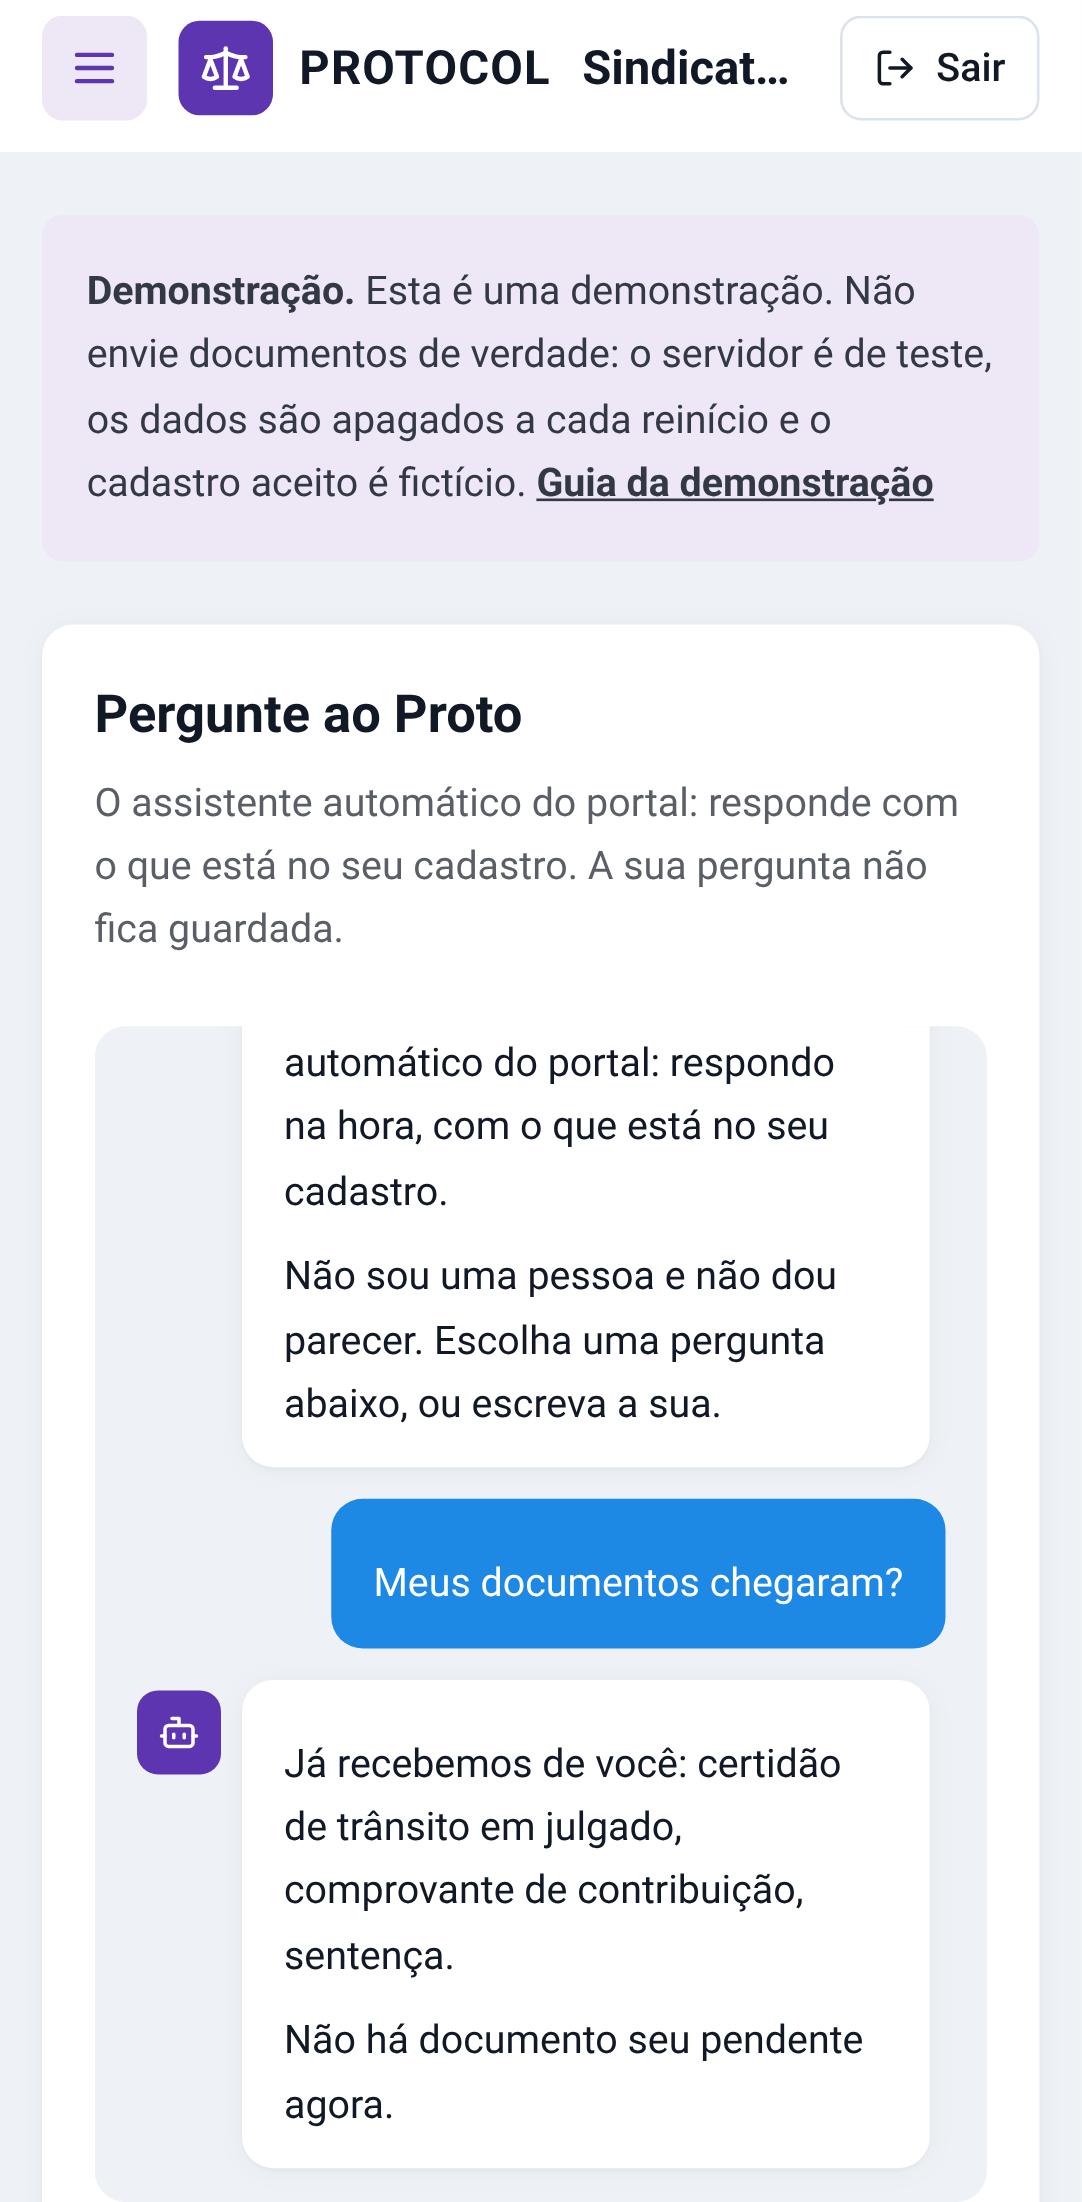 PROTOCOL Sindicat...
Sair
Demonstração. Esta é uma demonstração. Não
envie documentos de verdade: o servidor é de teste,
os dados são apagados a cada reinício e o
cadastro aceito é fictício. Guia da demonstração
Pergunte ao Proto
O assistente automático do portal: responde com
o que está no seu cadastro. A sua pergunta não
fica guardada.
automático do portal: respondo
na hora, com o que está no seu
cadastro.
Não sou uma pessoa e não dou
parecer. Escolha uma pergunta
abaixo, ou escreva a sua.
Meus documentos chegaram?
Já recebemos de você: certidão
de trânsito em julgado,
comprovante de contribuição,
sentença.
Não há documento seu pendente
agora.